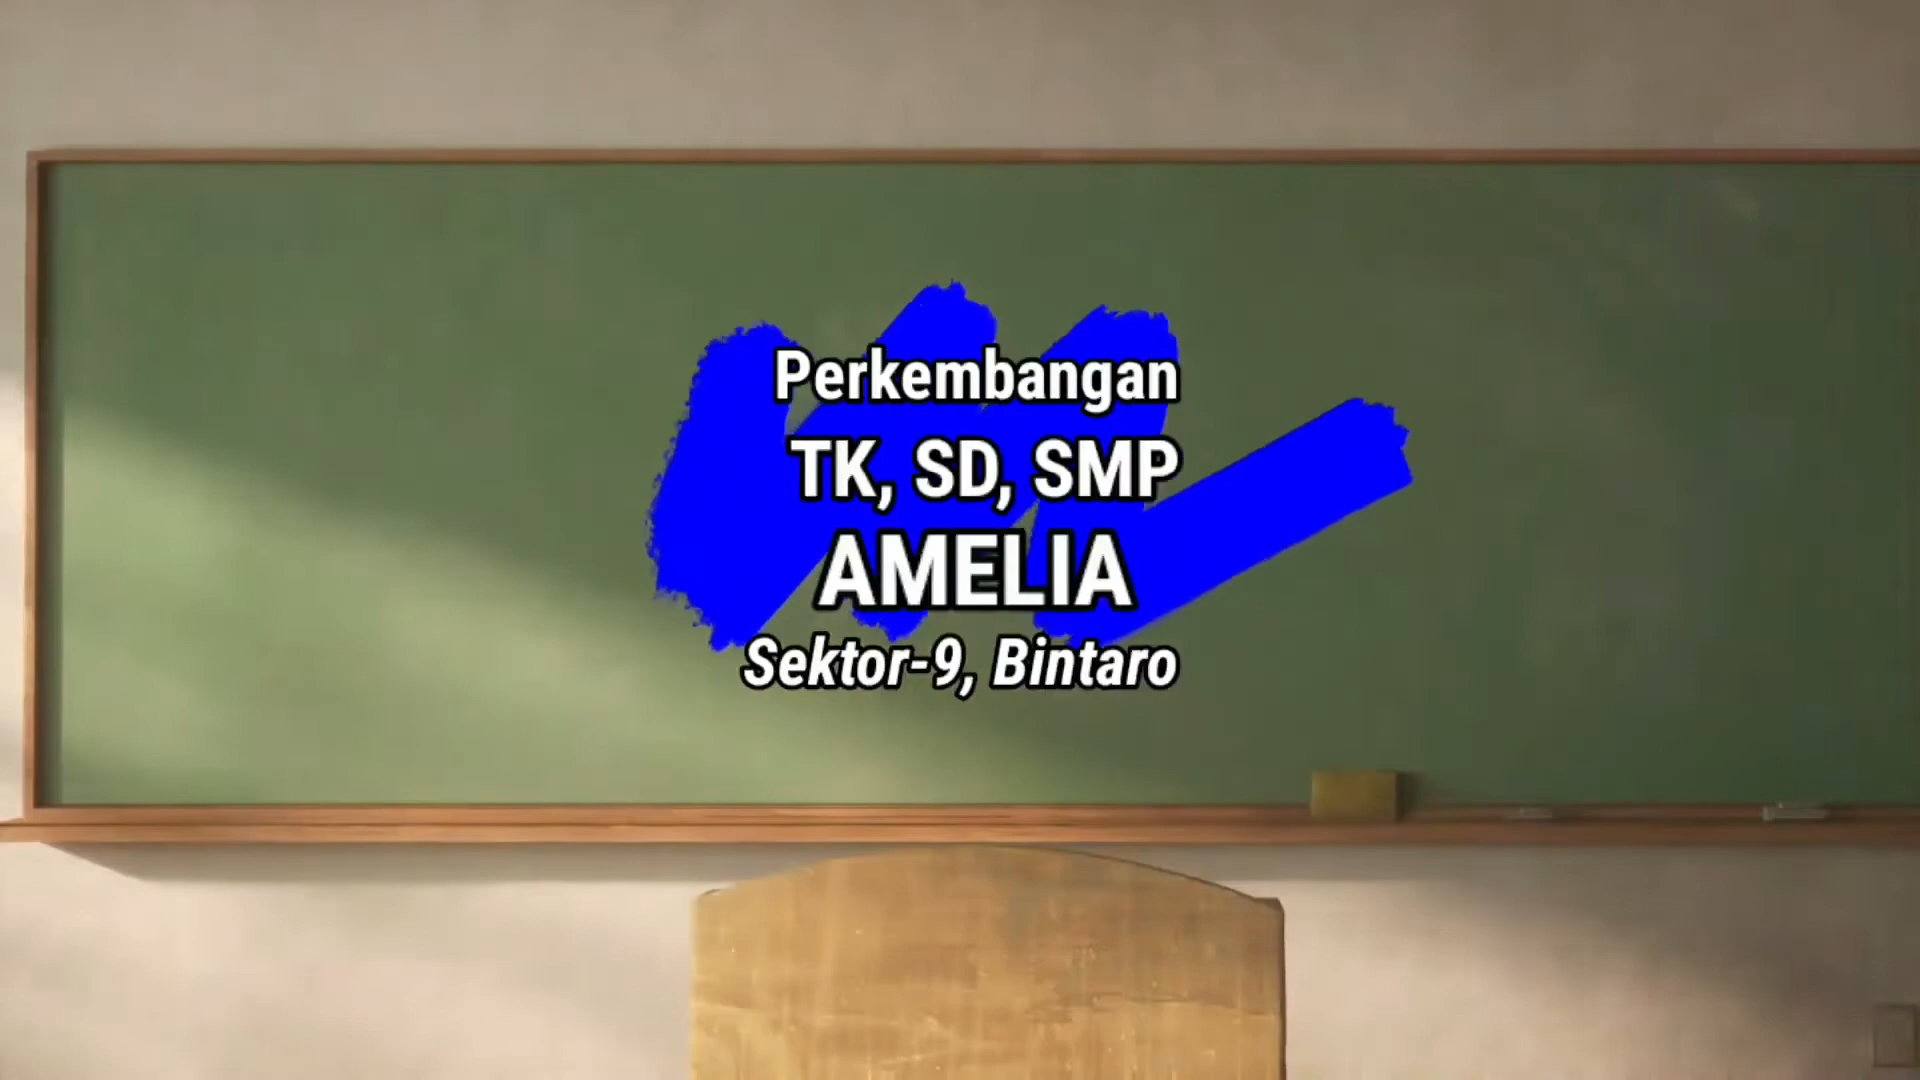 Perkembangan
TK, SD, SMP
AMELIA
Sektor-9, Bintaro